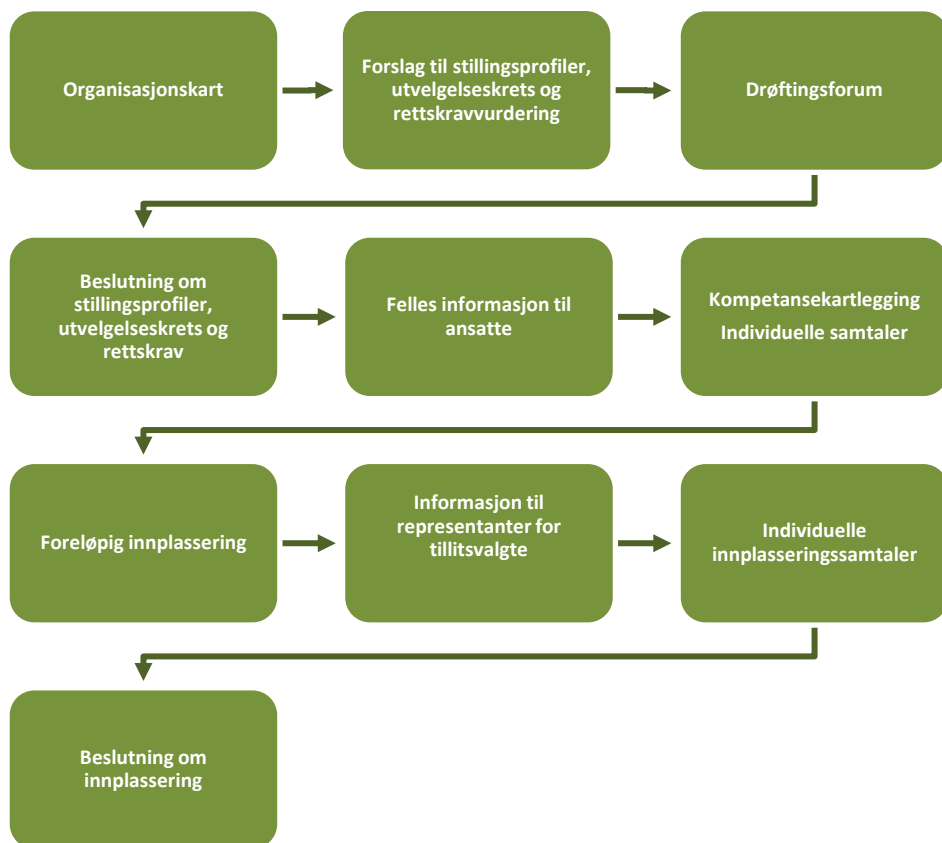 Organisasjonskart
Forslag til stillingsprofiler,
utvelgelseskrets og
rettskravvurdering
Drøftingsforum
Beslutning om
stillingsprofiler,
utvelgelseskrets og
rettskrav
Felles informasjon til
ansatte
Kompetansekartlegging
Individuelle samtaler
Foreløpig innplassering
Informasjon til
representanter for
tillitsvalgte
Individuelle
innplasseringssamtaler
Beslutning om
innplassering